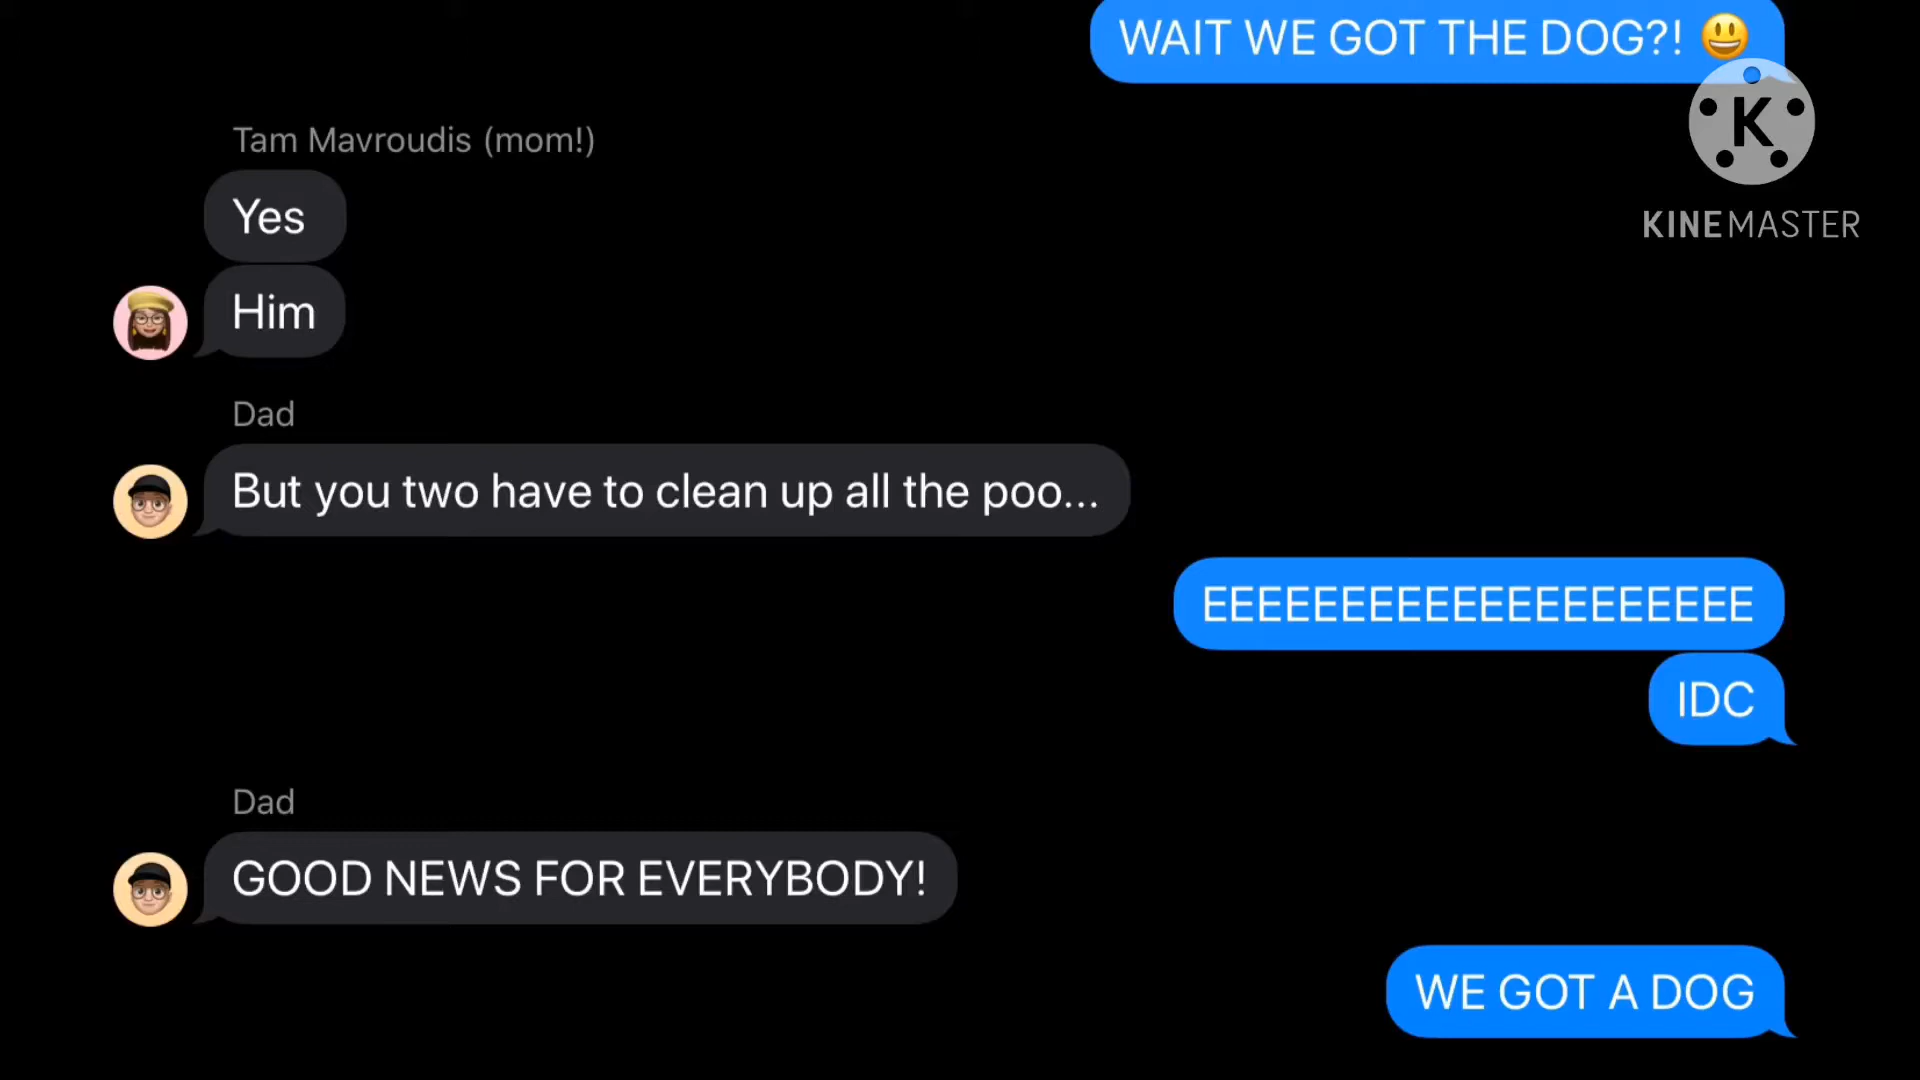 WAIT WE GOT THE DOG?! 😃
K
KINEMASTER
Tam Mavroudis (mom!)
Yes
Him
Dad
But you two have to clean up all the poo...
EEEEEEEEEEEEEEEEEEEE
IDC
Dad
GOOD NEWS FOR EVERYBODY!
WE GOT A DOG